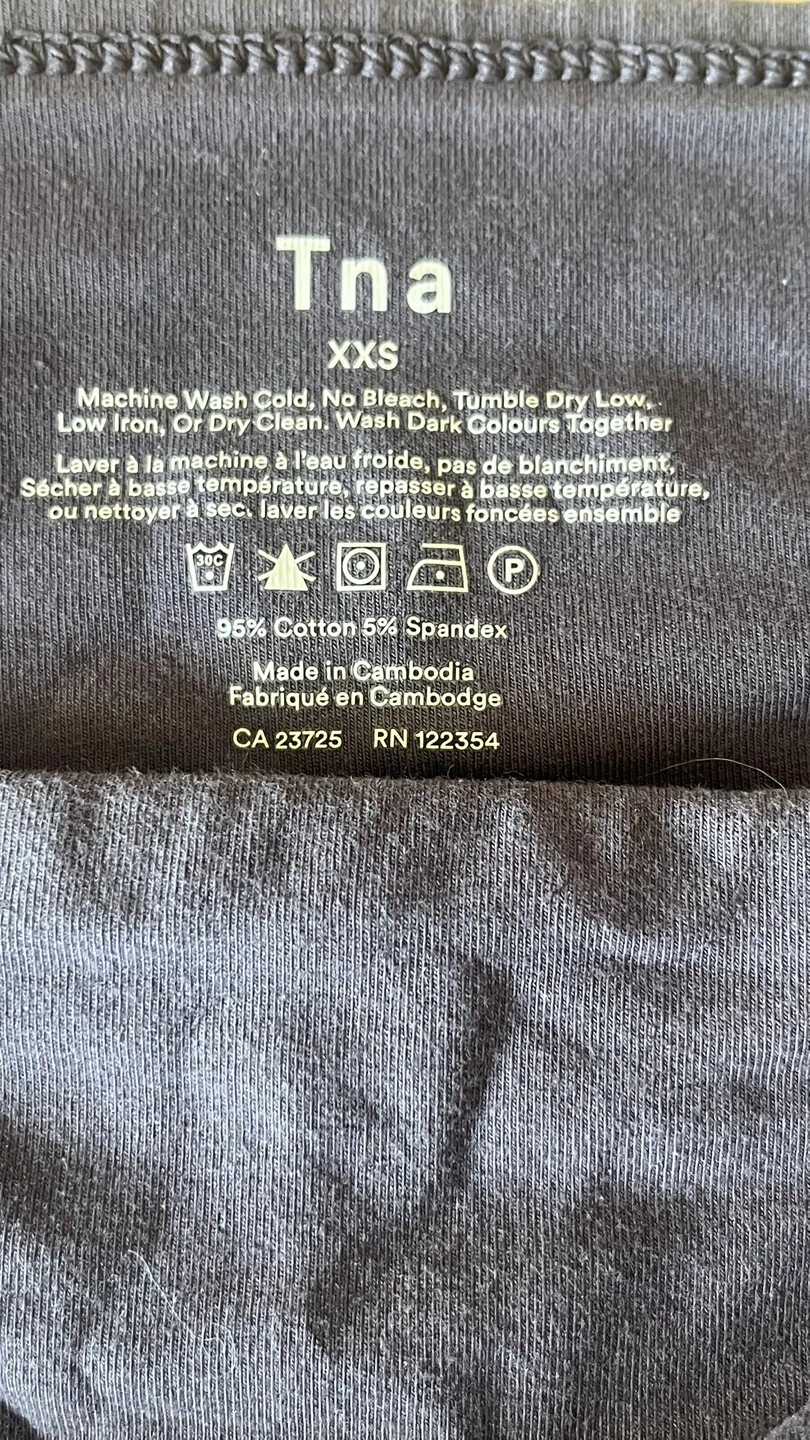 Tna
XXS
Machine Wash Cold, No Bleach, Tumble Dry Low,
Low Iron, Or Dry Clean. Wash Dark Colours Together
Laver à la machine à l'eau froide, pas de blanchiment,
Sécher à basse température, repasser à basse température,
ou nettoyer à sec. laver les couleurs foncées ensemble
30C P
95% Cotton 5% Spandex
Made in Cambodia
Fabriqué en Cambodge
CA 23725 RN 122354